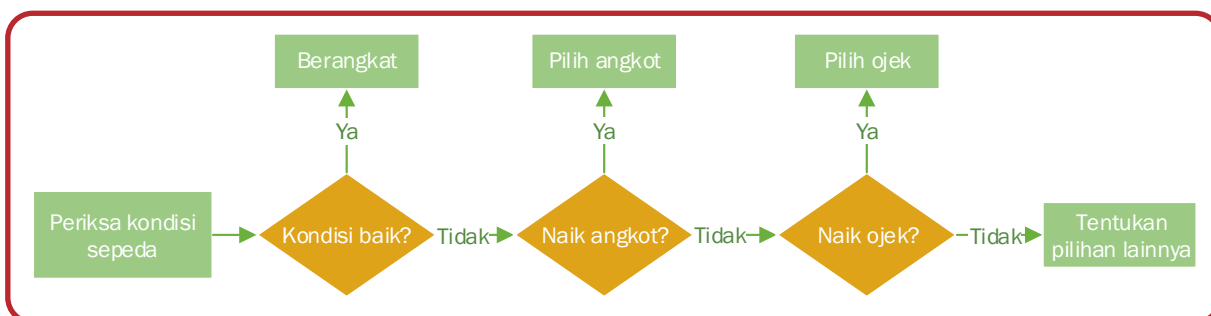 Berangkat
Pilih angkot
Pilih ojek
Ya
Ya
Ya
Periksa kondisi
sepeda
Kondisi baik?
Tidak
Naik angkot?
Tidak
Naik ojek?
Tidak
Tentukan
pilihan lainnya